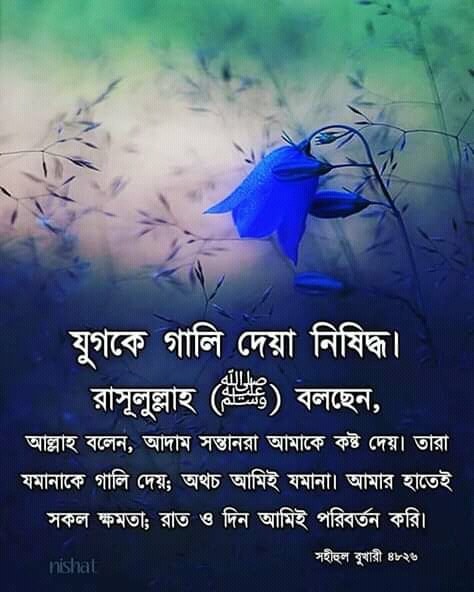 যুগকে গালি দেয়া নিষিদ্ধ।
রাসূলুল্লাহ (ﷺ) বলছেন,
আল্লাহ বলেন, আদাম সন্তানরা আমাকে কষ্ট দেয়। তারা
যমানাকে গালি দেয়; অথচ আমিই যমানা। আমার হাতেই
সকল ক্ষমতা; রাত ও দিন আমিই পরিবর্তন করি।
সহীহুল বুখারী ৪৮২৬
nishat